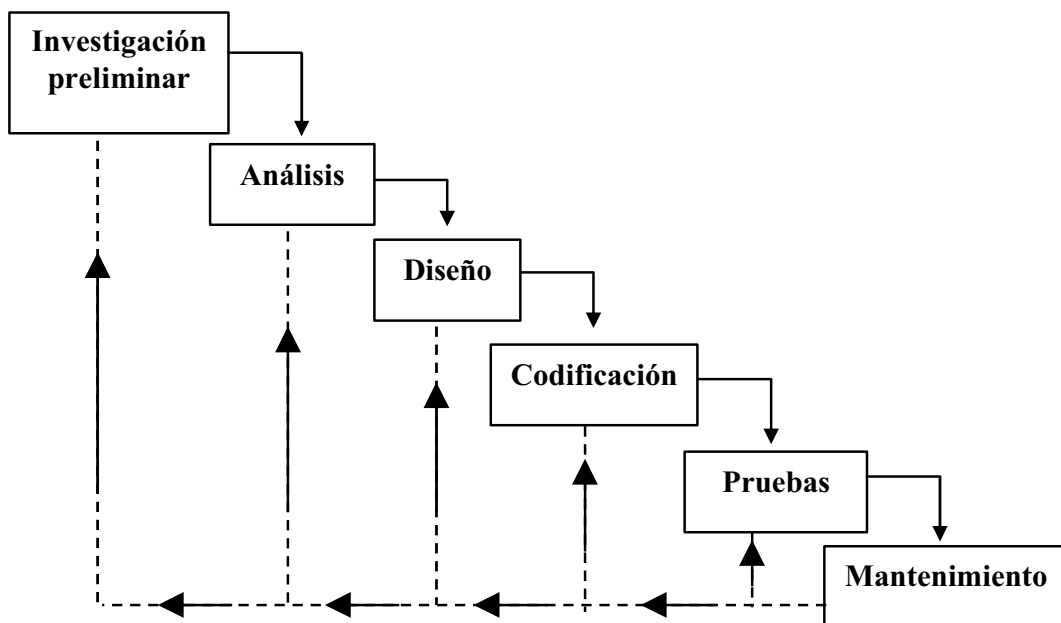 Investigación
preliminar
Análisis
Diseño
Codificación
Pruebas
Mantenimiento